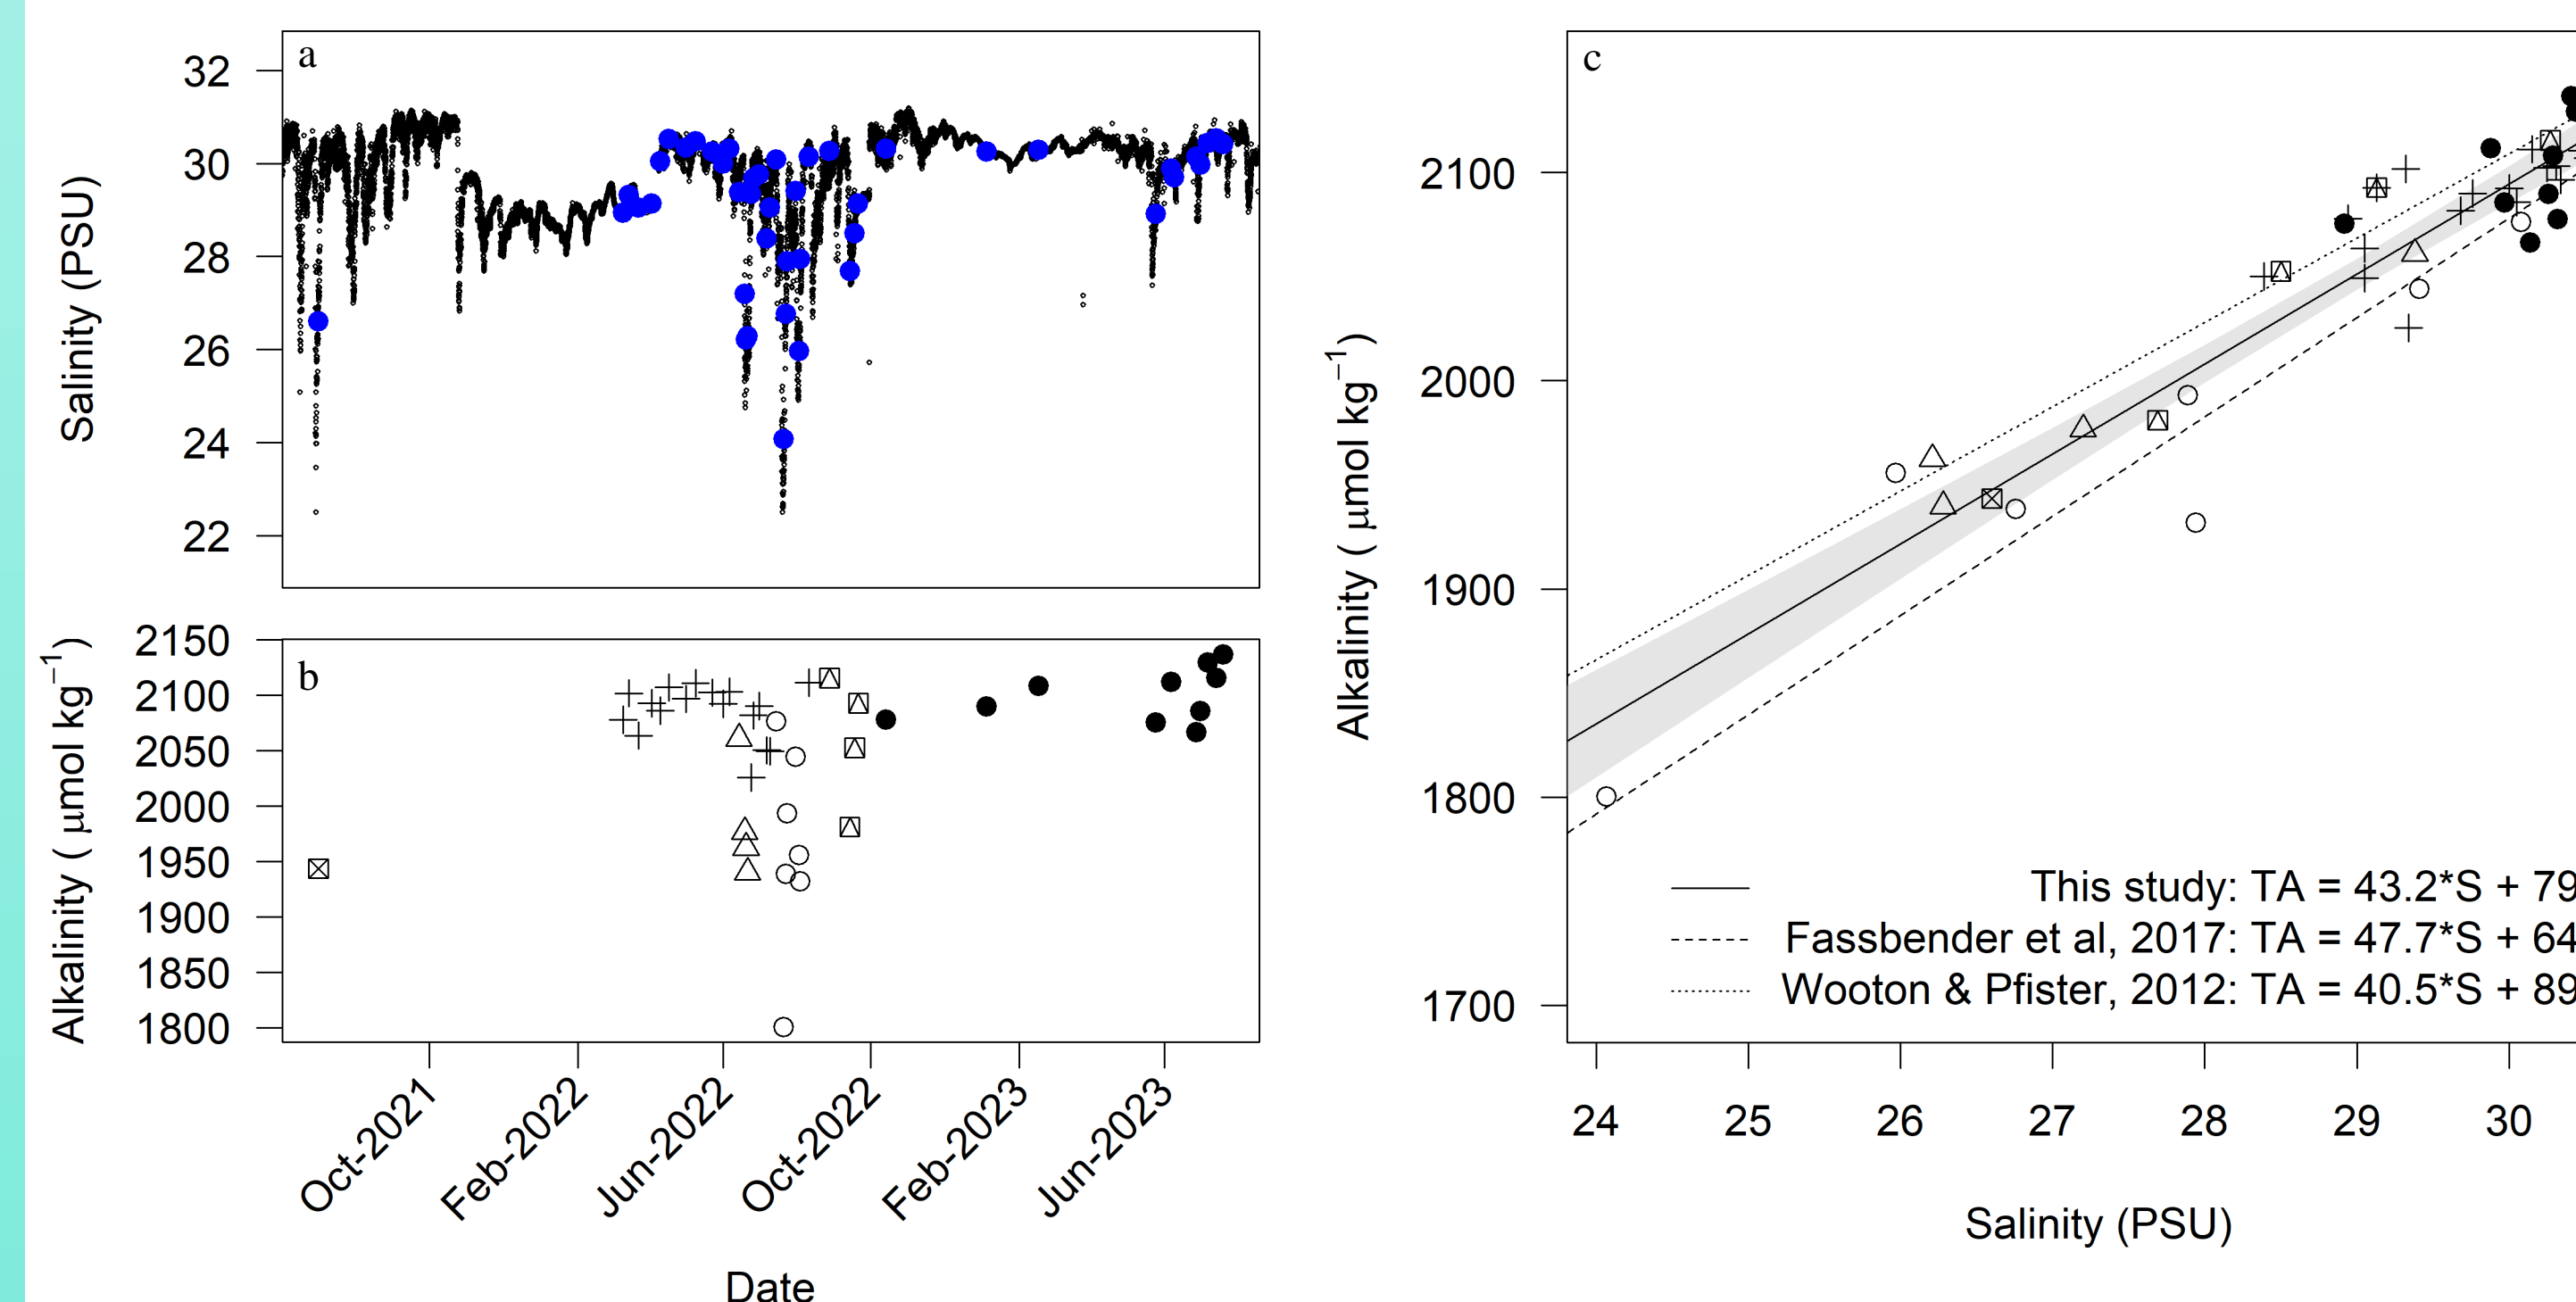 a
32
30
28
26
24
22
Salinity (PSU)
b
2150
2100
2050
2000
1950
1900
1850
1800
Alkalinity ( μmol kg⁻¹)
Oct-2021
Feb-2022
Jun-2022
Oct-2022
Feb-2023
Jun-2023
Date
c
2100
2000
1900
1800
1700
Alkalinity ( μmol kg⁻¹)
This study: TA = 43.2*S + 79
Fassbender et al, 2017: TA = 47.7*S + 64
Wooton & Pfister, 2012: TA = 40.5*S + 89
24 25 26 27 28 29 30
Salinity (PSU)